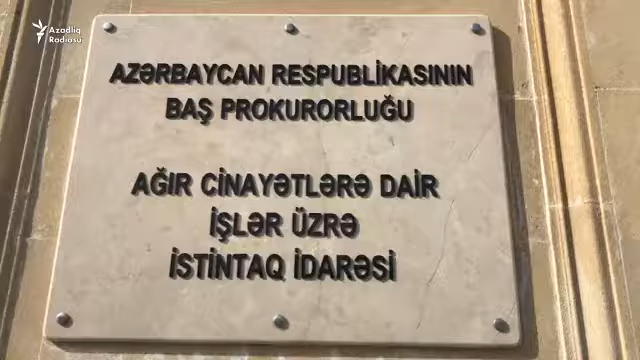 Azadlıq
Radiosu
AZƏRBAYCAN RESPUBLİKASININ
BAŞ PROKURORLUĞU
AĞIR CİNAYƏTLƏRƏ DAİR
İŞLƏR ÜZRƏ
İSTİNTAQ İDARƏSİ